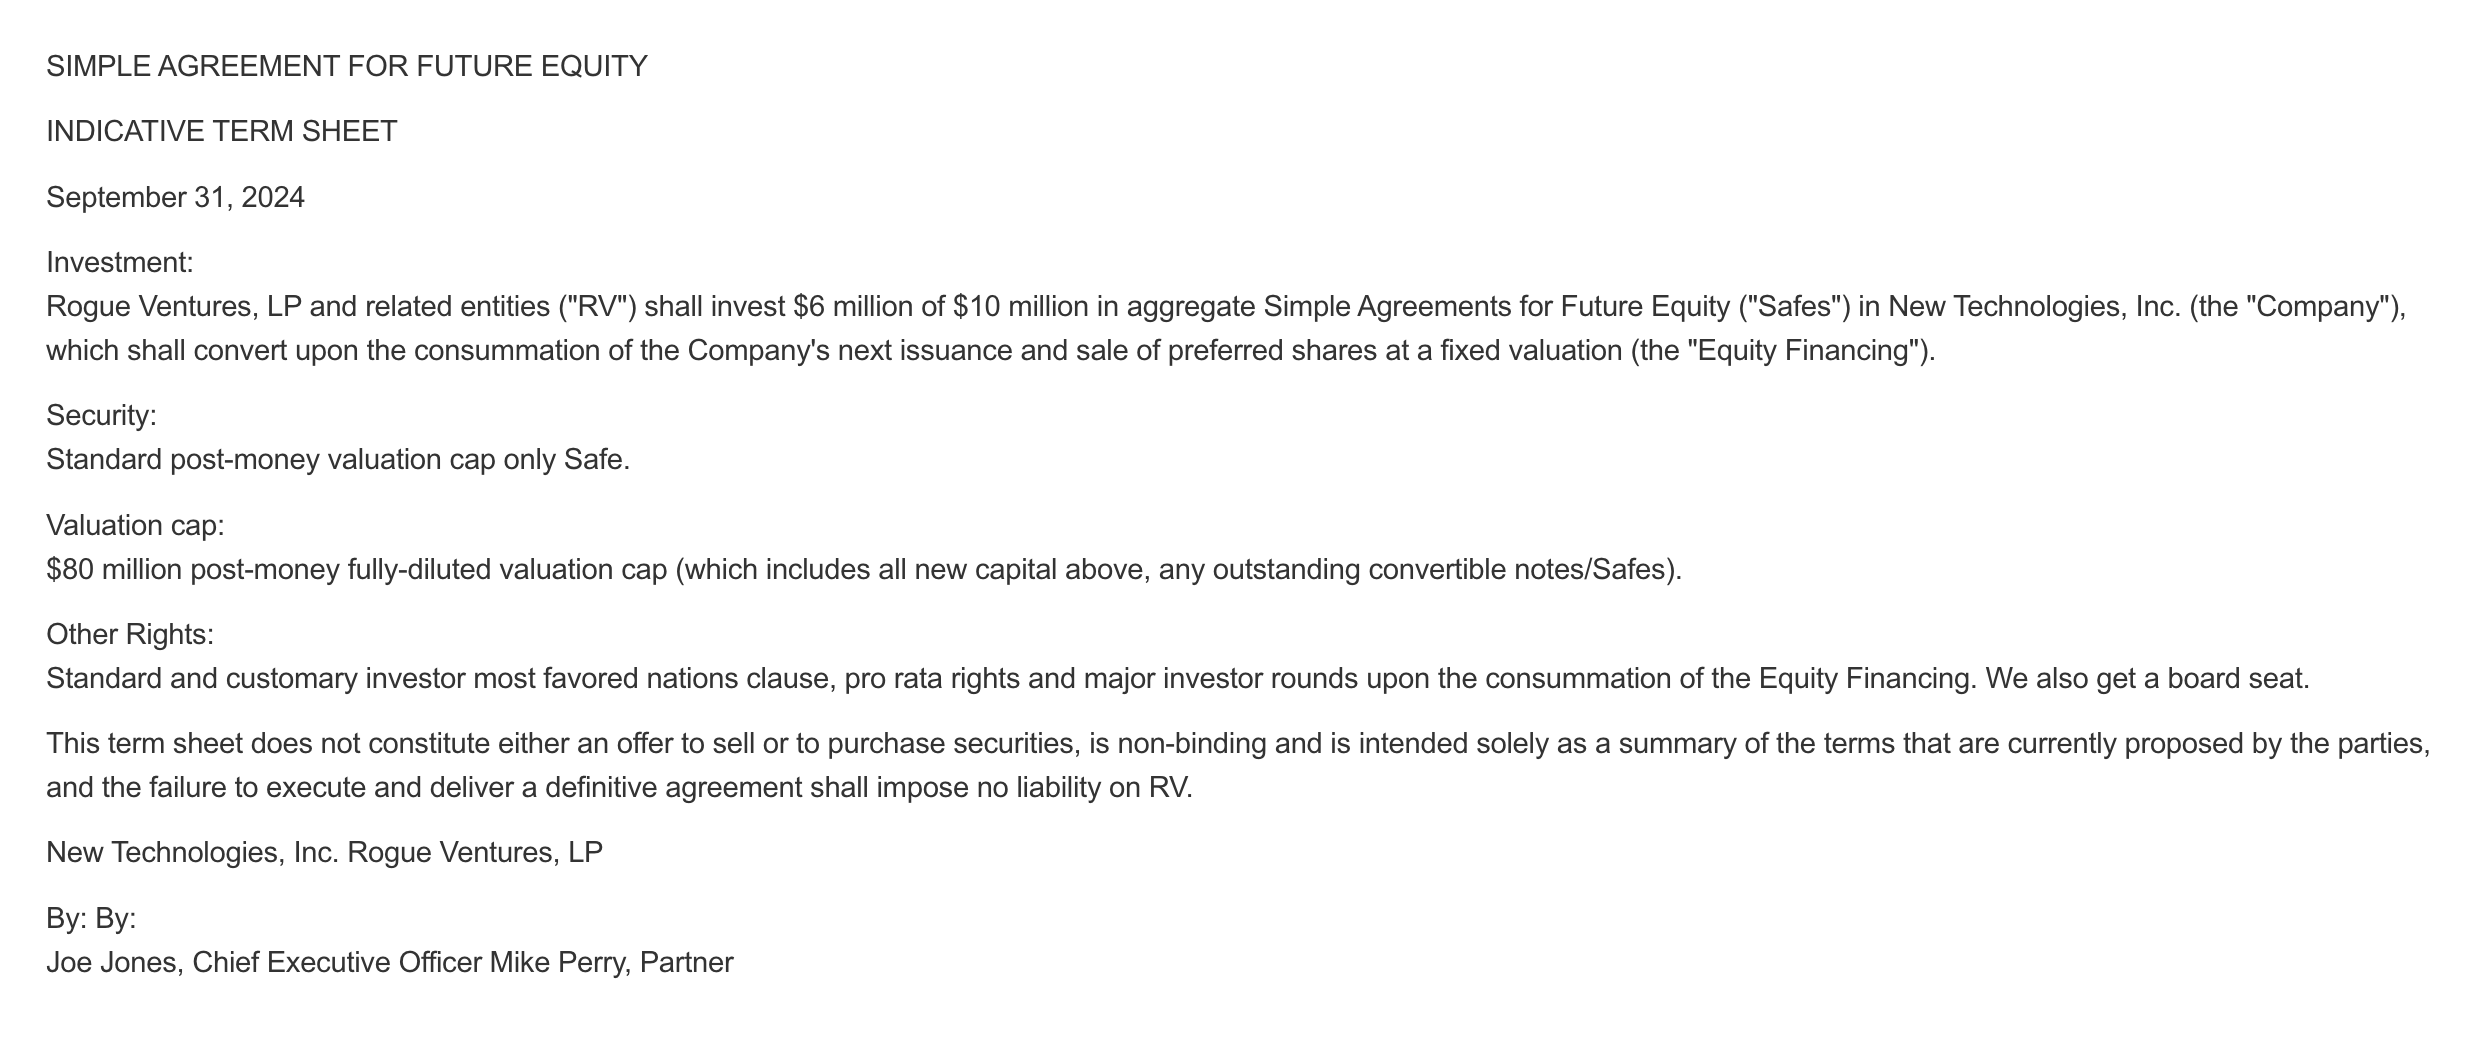 SIMPLE AGREEMENT FOR FUTURE EQUITY
INDICATIVE TERM SHEET
September 31, 2024
Investment:
Rogue Ventures, LP and related entities ("RV") shall invest $6 million of $10 million in aggregate Simple Agreements for Future Equity ("Safes") in New Technologies, Inc. (the "Company"),
which shall convert upon the consummation of the Company's next issuance and sale of preferred shares at a fixed valuation (the "Equity Financing").
Security:
Standard post-money valuation cap only Safe.
Valuation cap:
$80 million post-money fully-diluted valuation cap (which includes all new capital above, any outstanding convertible notes/Safes).
Other Rights:
Standard and customary investor most favored nations clause, pro rata rights and major investor rounds upon the consummation of the Equity Financing. We also get a board seat.
This term sheet does not constitute either an offer to sell or to purchase securities, is non-binding and is intended solely as a summary of the terms that are currently proposed by the parties,
and the failure to execute and deliver a definitive agreement shall impose no liability on RV.
New Technologies, Inc. Rogue Ventures, LP
By: By:
Joe Jones, Chief Executive Officer Mike Perry, Partner